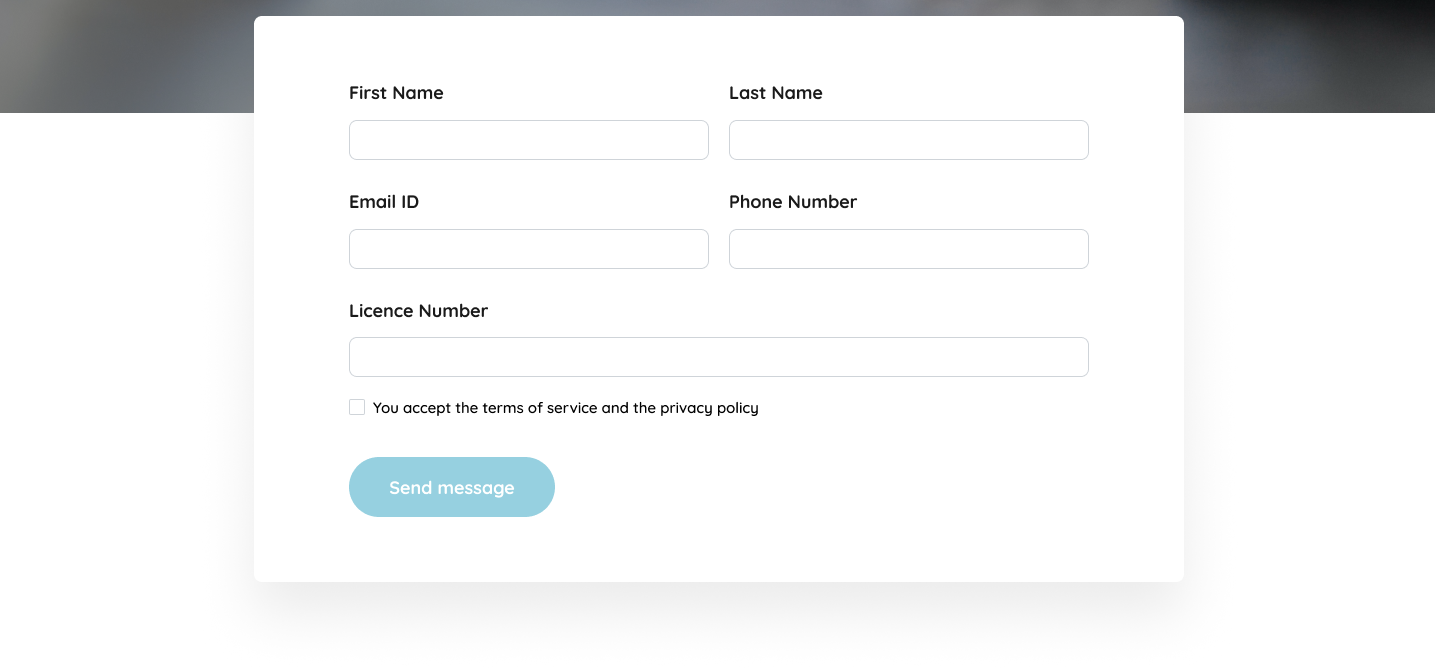 First Name
Last Name
Email ID
Phone Number
Licence Number
You accept the terms of service and the privacy policy
Send message